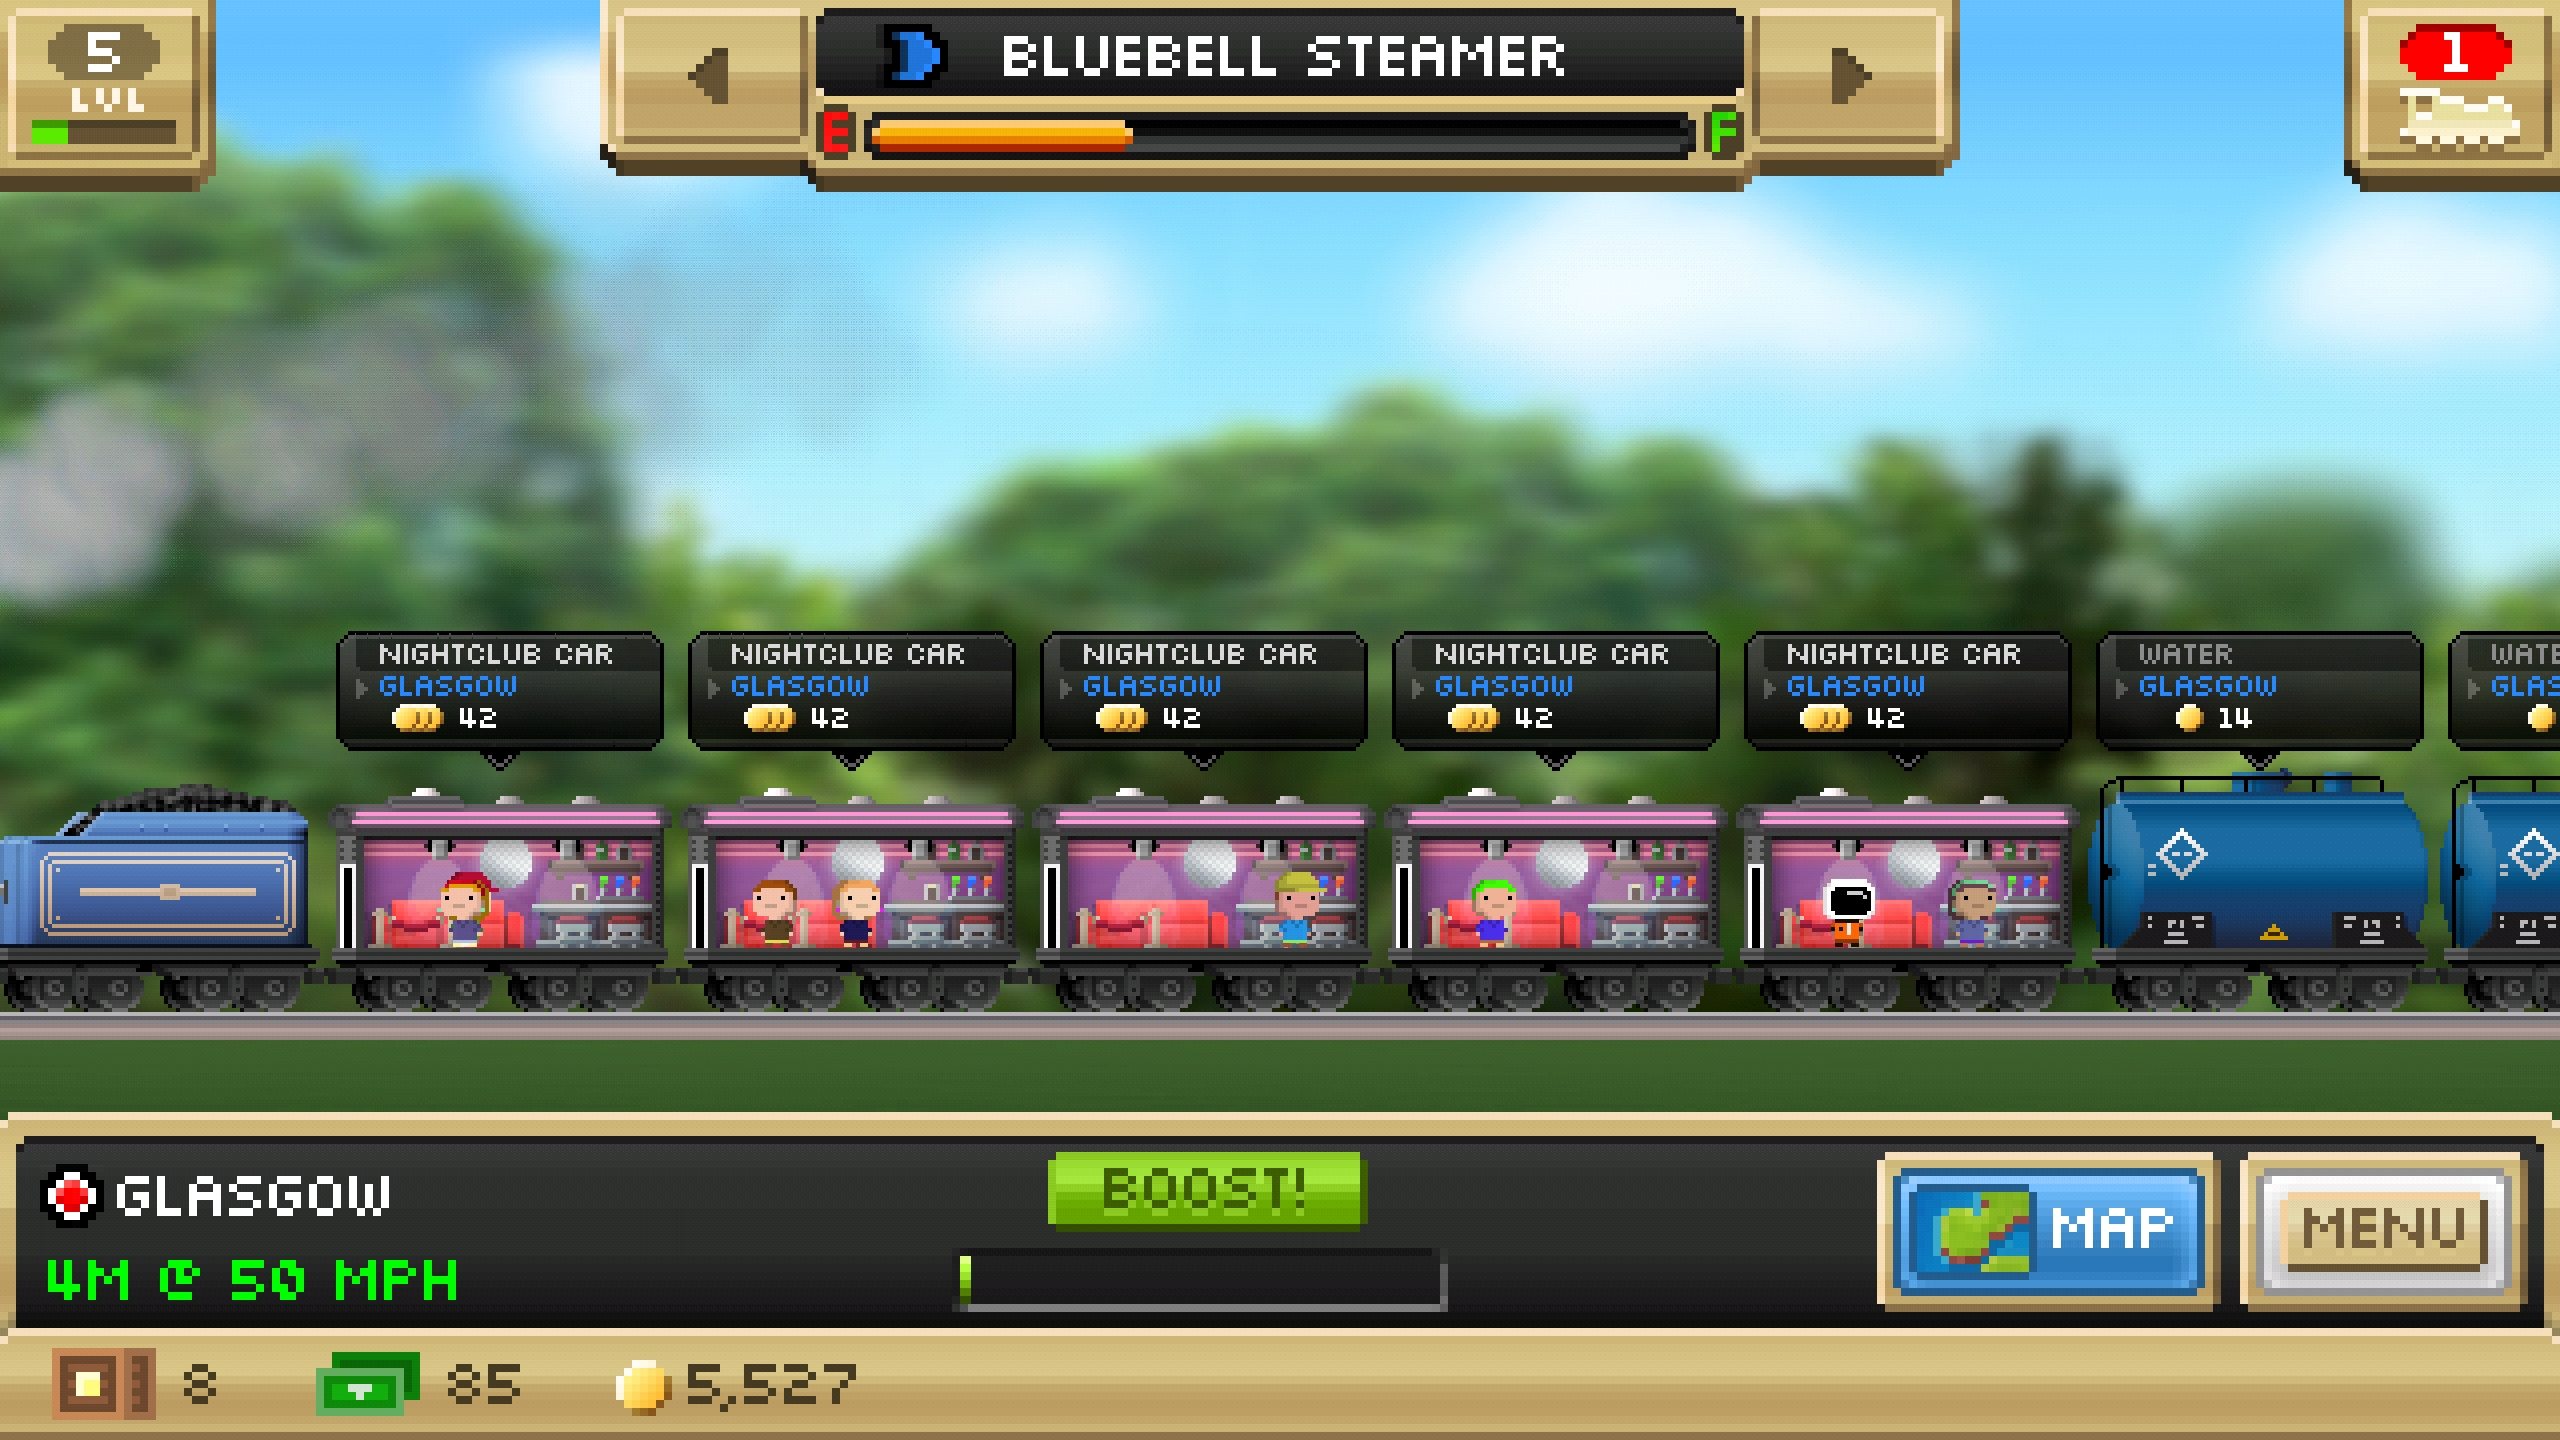 5
LVL
BLUEBELL STEAMER
E
F
1
NIGHTCLUB CAR
GLASGOW
42
NIGHTCLUB CAR
GLASGOW
42
NIGHTCLUB CAR
GLASGOW
42
NIGHTCLUB CAR
GLASGOW
42
NIGHTCLUB CAR
GLASGOW
42
WATER
GLASGOW
14
WATE
GLAS
GLASGOW
4M @ 50 MPH
BOOST!
MAP
MENU
8
85
5,527